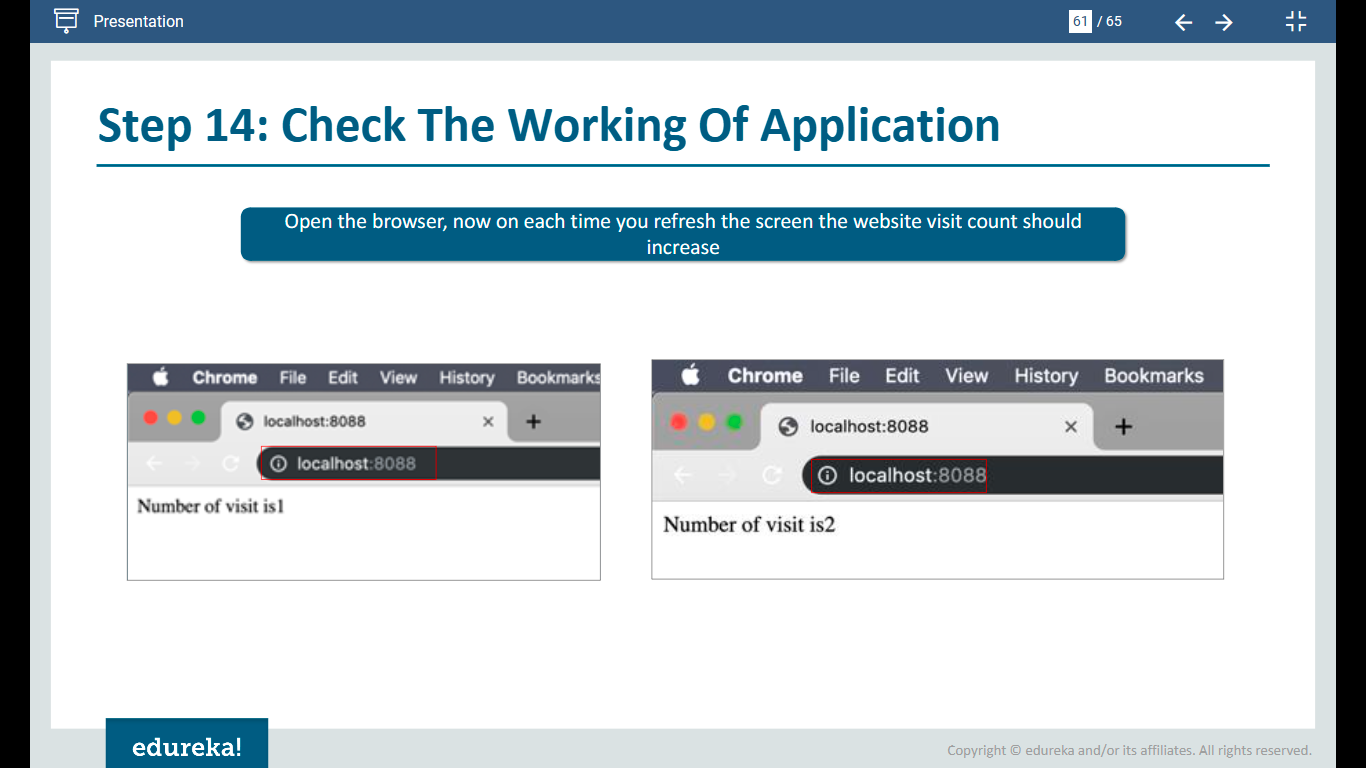 Presentation
61 / 65
Step 14: Check The Working Of Application
Open the browser, now on each time you refresh the screen the website visit count should
increase
Chrome File Edit View History Bookmarks
localhost:8088
localhost:8088
Number of visit is1
Chrome File Edit View History Bookmarks
localhost:8088
localhost:8088
Number of visit is2
edureka!
Copyright © edureka and/or its affiliates. All rights reserved.